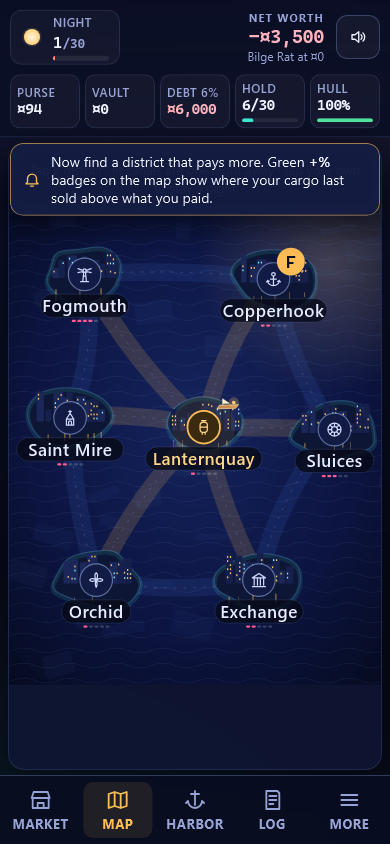 NIGHT
1/30
NET WORTH
−¤3,500
Bilge Rat at ¤0
PURSE
¤94
VAULT
¤0
DEBT 6%
¤6,000
HOLD
6/30
HULL
100%
Now find a district that pays more. Green +%
badges on the map show where your cargo last
sold above what you paid.
F
Fogmouth
Copperhook
Saint Mire
Lanternquay
Sluices
Orchid
Exchange
MARKET
MAP
HARBOR
LOG
MORE